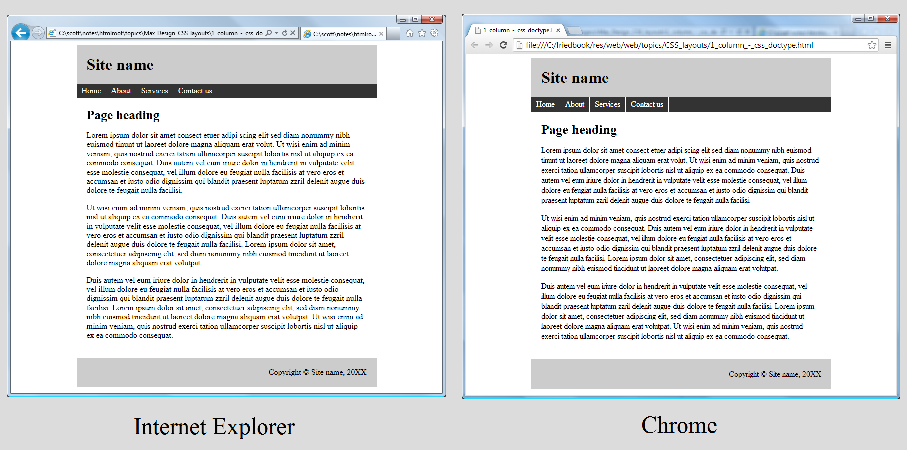 C:\scott\notes\htmlroot\topics\Max_Design_CSS_layouts\1_column_-_css_do
C:\scott\notes\htmlro...
Site name
Home About Services Contact us
Page heading
Lorem ipsum dolor sit amet consect etuer adipi scing elit sed diam nonummy nibh
euismod tinunt ut laoreet dolore magna aliquam erat volut. Ut wisi enim ad minim
veniam, quis nostrud exerci tation ullamcorper suscipit lobortis nisl ut aliquip ex ea
commodo consequat. Duis autem vel eum iriure dolor in hendrerit in vulputate velit
esse molestie consequat, vel illum dolore eu feugiat nulla facilisis at vero eros et
accumsan et iusto odio dignissim qui blandit praesent luptatum zzril delenit augue duis
dolore te feugait nulla facilisi.
Ut wisi enim ad minim veniam, quis nostrud exerci tation ullamcorper suscipit lobortis
nisl ut aliquip ex ea commodo consequat. Duis autem vel eum iriure dolor in hendrerit
in vulputate velit esse molestie consequat, vel illum dolore eu feugiat nulla facilisis at
vero eros et accumsan et iusto odio dignissim qui blandit praesent luptatum zzril
delenit augue duis dolore te feugait nulla facilisi. Lorem ipsum dolor sit amet,
consectetuer adipiscing elit, sed diam nonummy nibh euismod tincidunt ut laoreet
dolore magna aliquam erat volutpat.
Duis autem vel eum iriure dolor in hendrerit in vulputate velit esse molestie consequat,
vel illum dolore eu feugiat nulla facilisis at vero eros et accumsan et iusto odio
dignissim qui blandit praesent luptatum zzril delenit augue duis dolore te feugait nulla
facilisi. Lorem ipsum dolor sit amet, consectetuer adipiscing elit, sed diam nonummy
nibh euismod tincidunt ut laoreet dolore magna aliquam erat volutpat. Ut wisi enim ad
minim veniam, quis nostrud exerci tation ullamcorper suscipit lobortis nisl ut aliquip
ex ea commodo consequat.
Copyright © Site name, 20XX
Internet Explorer
1 column - css doctype
file:///C:/friedbook/res/web/web/topics/CSS_layouts/1_column_-_css_doctype.html
Site name
Home About Services Contact us
Page heading
Lorem ipsum dolor sit amet consect etuer adipi scing elit sed diam nonummy nibh euismod
tinunt ut laoreet dolore magna aliquam erat volut. Ut wisi enim ad minim veniam, quis nostrud
exerci tation ullamcorper suscipit lobortis nisl ut aliquip ex ea commodo consequat. Duis
autem vel eum iriure dolor in hendrerit in vulputate velit esse molestie consequat, vel illum
dolore eu feugiat nulla facilisis at vero eros et accumsan et iusto odio dignissim qui blandit
praesent luptatum zzril delenit augue duis dolore te feugait nulla facilisi.
Ut wisi enim ad minim veniam, quis nostrud exerci tation ullamcorper suscipit lobortis nisl ut
aliquip ex ea commodo consequat. Duis autem vel eum iriure dolor in hendrerit in vulputate
velit esse molestie consequat, vel illum dolore eu feugiat nulla facilisis at vero eros et
accumsan et iusto odio dignissim qui blandit praesent luptatum zzril delenit augue duis dolore
te feugait nulla facilisi. Lorem ipsum dolor sit amet, consectetuer adipiscing elit, sed diam
nonummy nibh euismod tincidunt ut laoreet dolore magna aliquam erat volutpat.
Duis autem vel eum iriure dolor in hendrerit in vulputate velit esse molestie consequat, vel
illum dolore eu feugiat nulla facilisis at vero eros et accumsan et iusto odio dignissim qui
blandit praesent luptatum zzril delenit augue duis dolore te feugait nulla facilisi. Lorem ipsum
dolor sit amet, consectetuer adipiscing elit, sed diam nonummy nibh euismod tincidunt ut
laoreet dolore magna aliquam erat volutpat. Ut wisi enim ad minim veniam, quis nostrud
exerci tation ullamcorper suscipit lobortis nisl ut aliquip ex ea commodo consequat.
Copyright © Site name, 20XX
Chrome